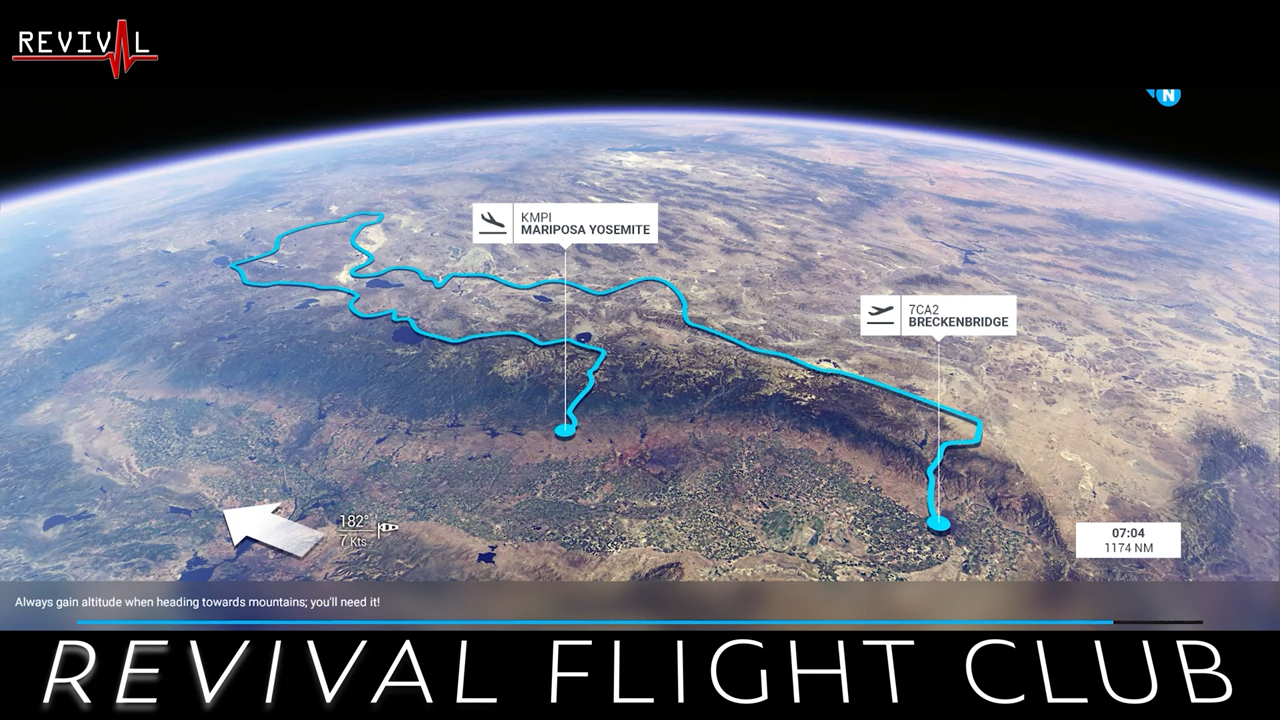 REVIVAL
N
KMPI
MARIPOSA YOSEMITE
7CA2
BRECKENBRIDGE
182°
7 Kts
07:04
1174 NM
Always gain altitude when heading towards mountains; you'll need it!
REVIVAL FLIGHT CLUB